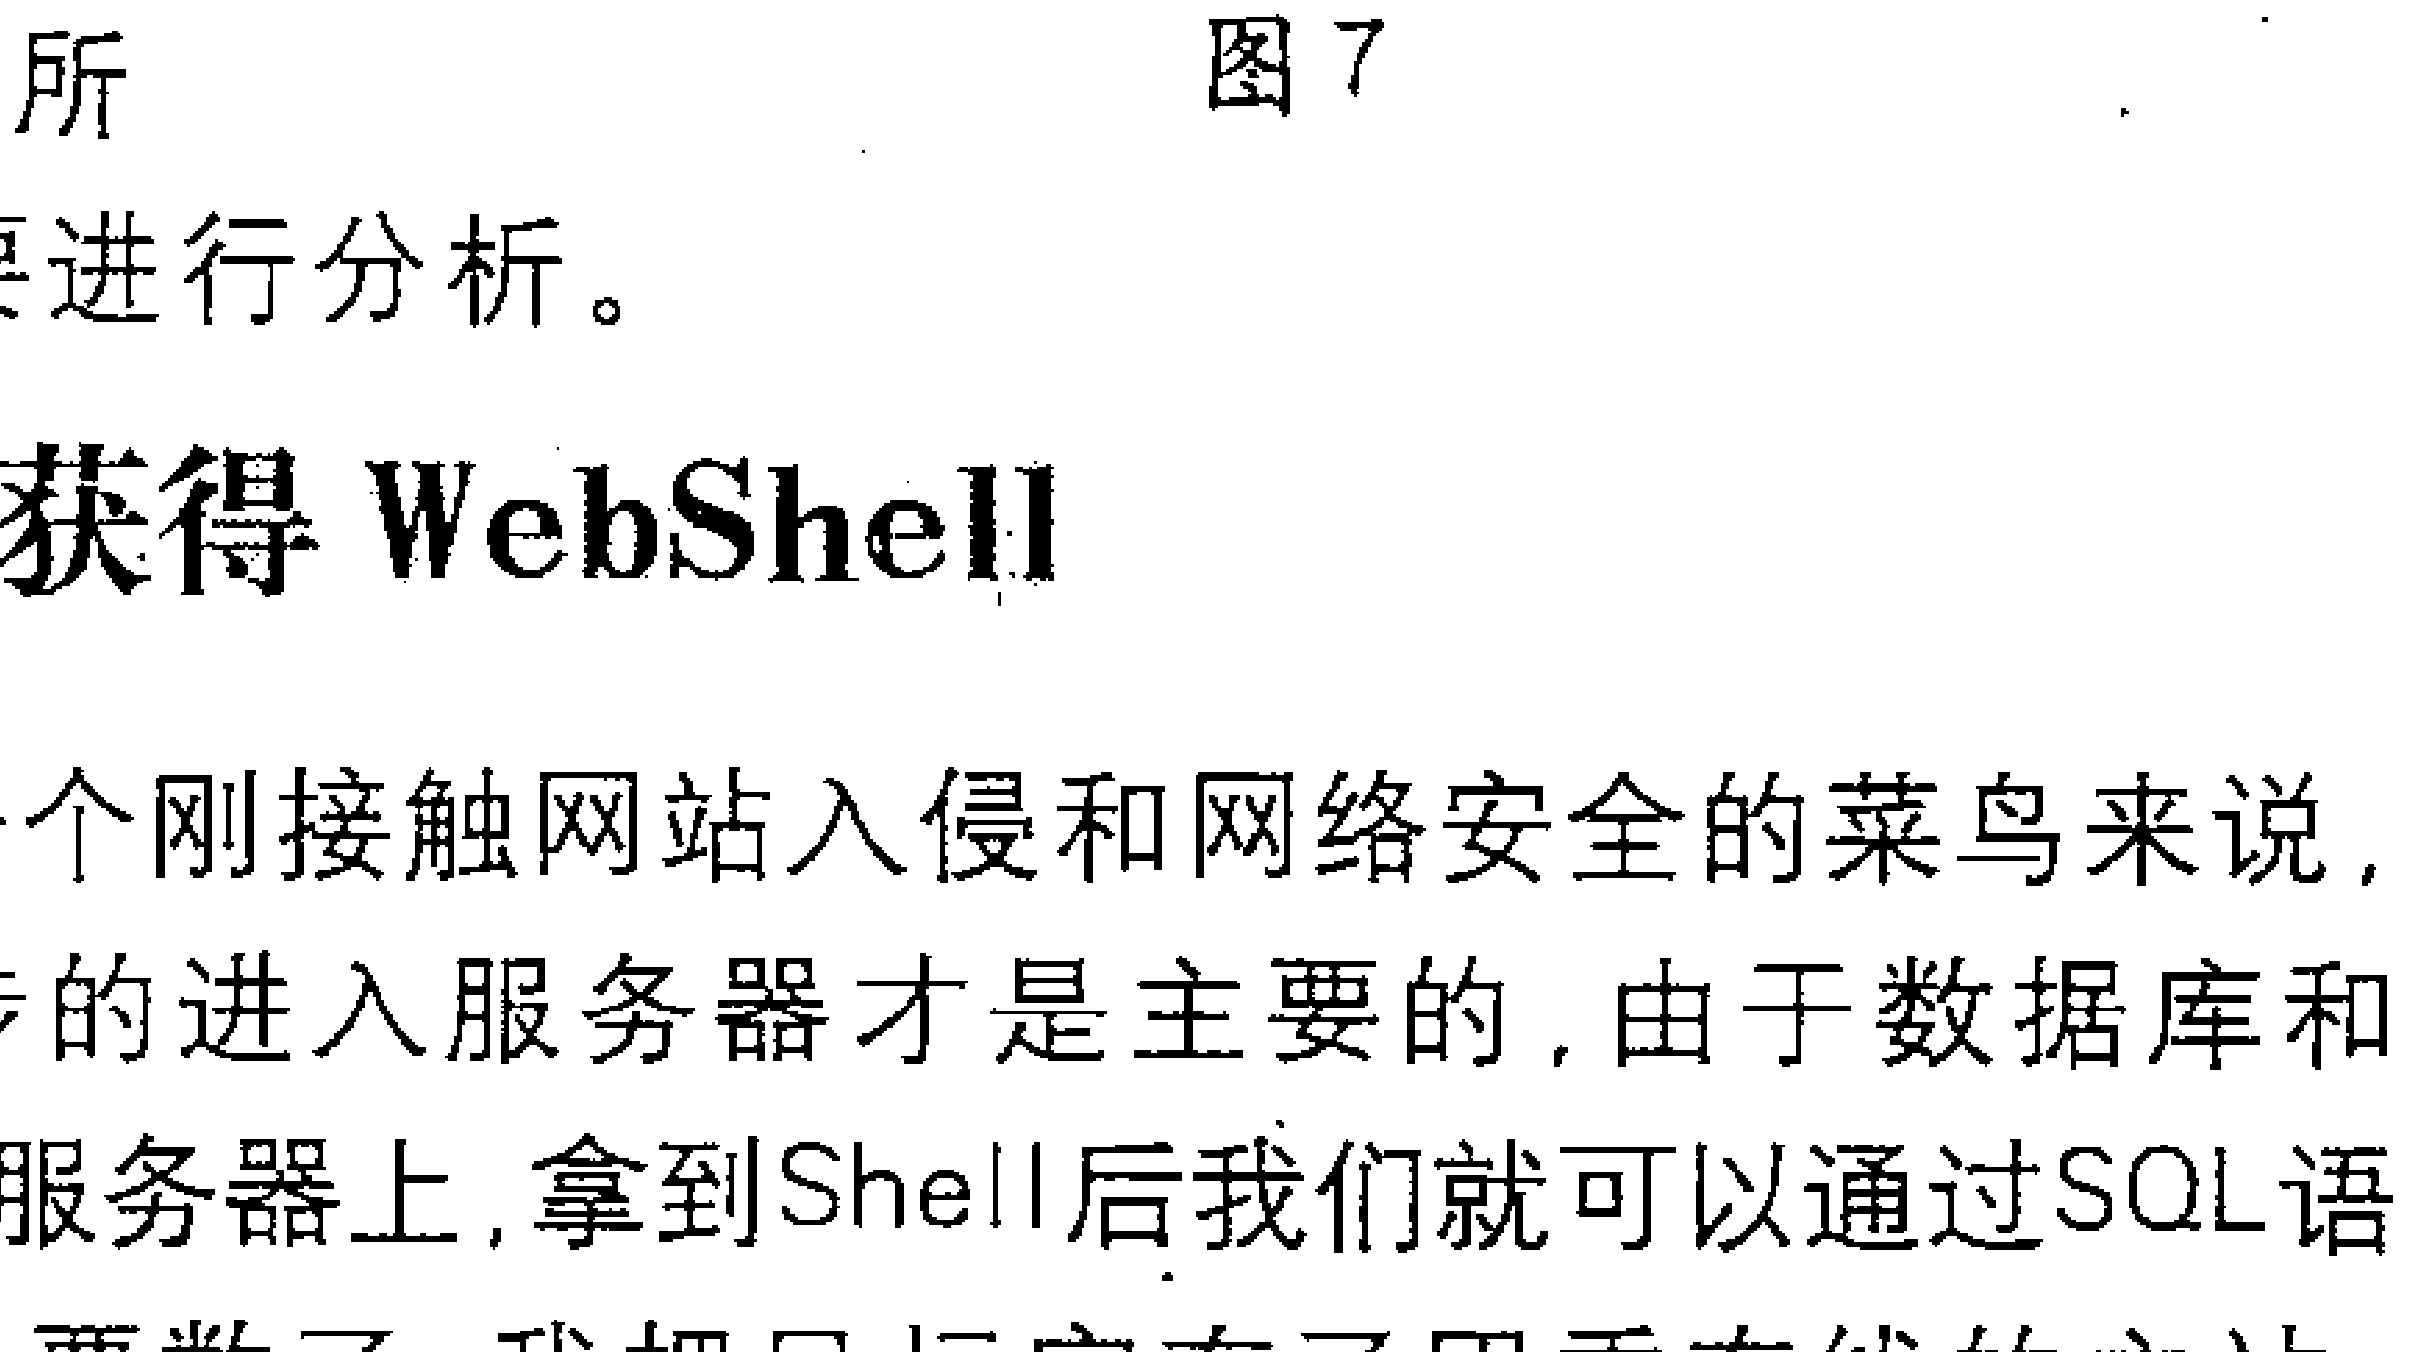 图 7
所
要进行分析。
获得 WebShell
个刚接触网站入侵和网络安全的菜鸟来说,
步的进入服务器才是主要的,由于数据库和
服务器上,拿到Shell后我们就可以通过SQL语